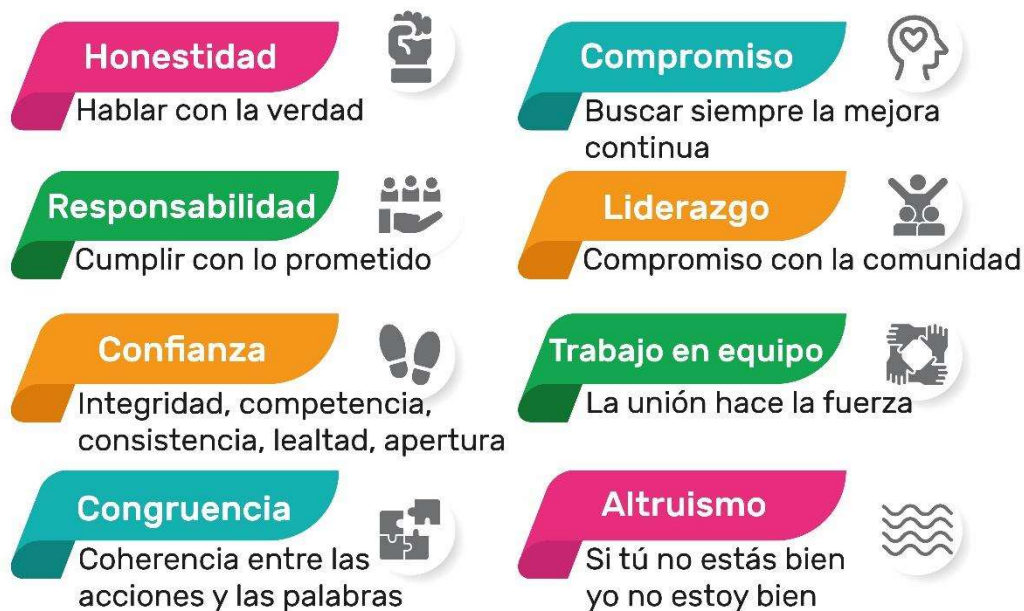 Honestidad
Hablar con la verdad
Compromiso
Buscar siempre la mejora
continua
Responsabilidad
Cumplir con lo prometido
Liderazgo
Compromiso con la comunidad
Confianza
Integridad, competencia,
consistencia, lealtad, apertura
Trabajo en equipo
La unión hace la fuerza
Congruencia
Coherencia entre las
acciones y las palabras
Altruismo
Si tú no estás bien
yo no estoy bien